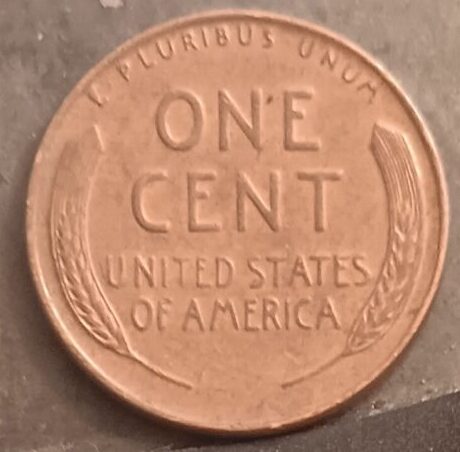 E PLURIBUS UNUM
ONE
CENT
UNITED STATES
OF AMERICA